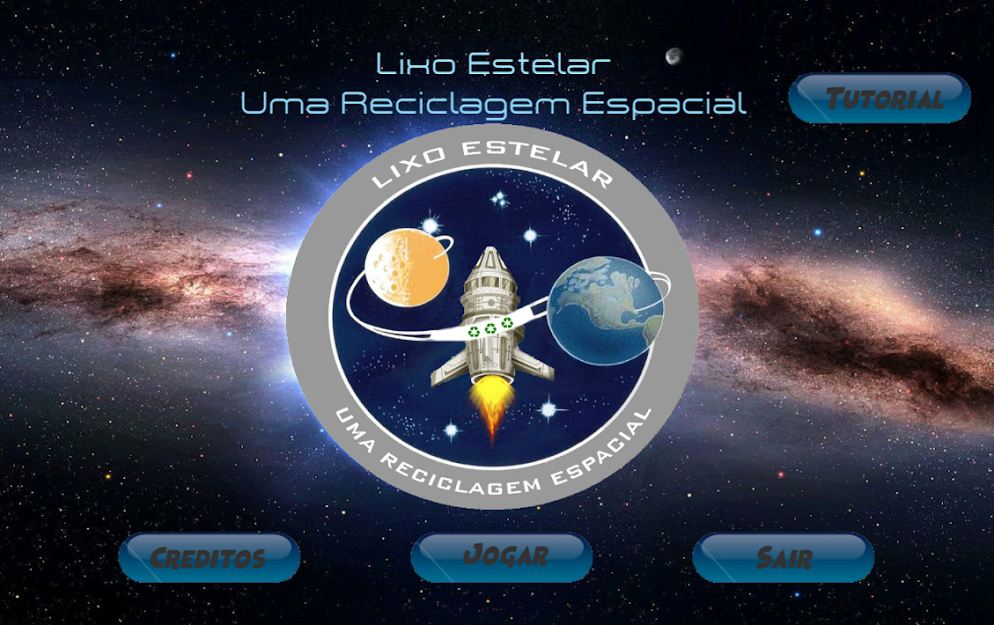 Lixo Estelar
Uma Reciclagem Espacial
Tutorial
LIXO ESTELAR
UMA RECICLAGEM ESPACIAL
Creditos
Jogar
Sair